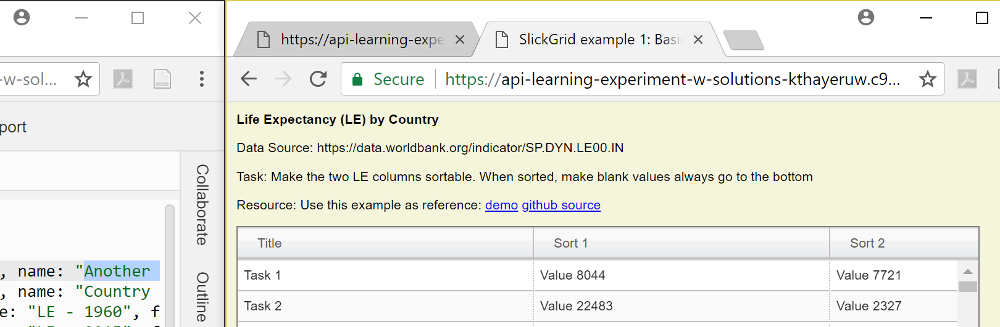 -w-sol...
port
Collaborate
Outline
, name: "Another
, name: "Country
e: "LE - 1960", f
https://api-learning-expe
SlickGrid example 1: Basic
Secure
https://api-learning-experiment-w-solutions-kthayeruw.c9...
Life Expectancy (LE) by Country
Data Source: https://data.worldbank.org/indicator/SP.DYN.LE00.IN
Task: Make the two LE columns sortable. When sorted, make blank values always go to the bottom
Resource: Use this example as reference: demo github source
Title Sort 1 Sort 2
Task 1 Value 8044 Value 7721
Task 2 Value 22483 Value 2327